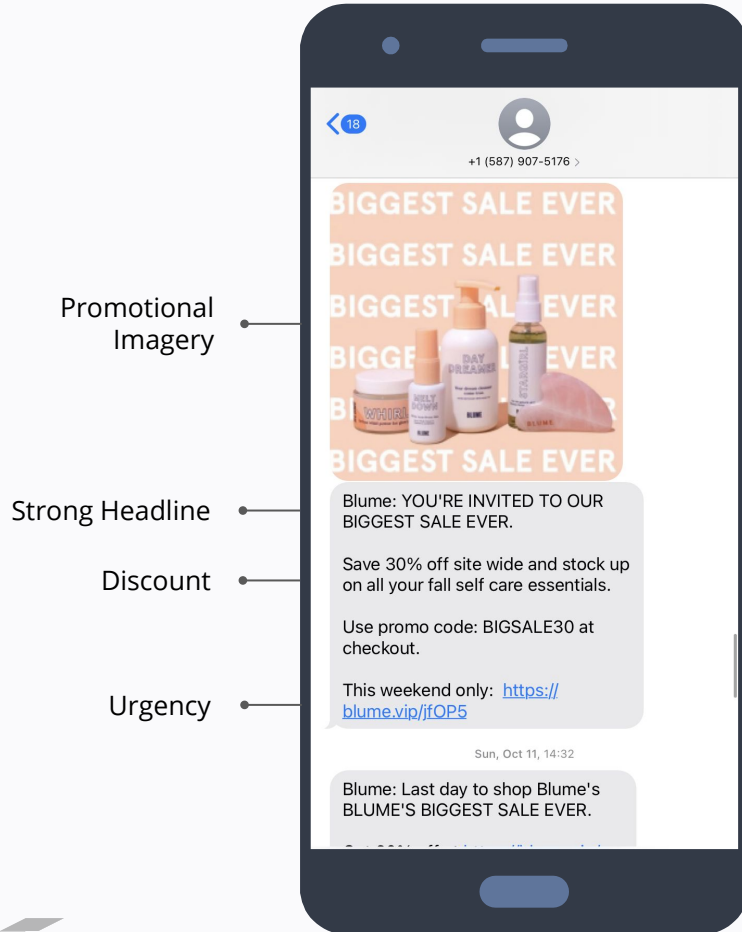 18
+1 (587) 907-5176 >
BIGGEST SALE EVER
BIGGEST SALE EVER
BIGGEST SALE EVER
BIGGE EVER
BIGGEST SALE EVER
WHIRL
MELT
DOWN
BLUME
DAY
DREAMER
BLUME
STARGIRL
BLUME
Promotional
Imagery
Strong Headline
Blume: YOU'RE INVITED TO OUR
BIGGEST SALE EVER.
Discount
Save 30% off site wide and stock up
on all your fall self care essentials.
Use promo code: BIGSALE30 at
checkout.
Urgency
This weekend only: https://
blume.vip/jfOP5
Sun, Oct 11, 14:32
Blume: Last day to shop Blume's
BLUME'S BIGGEST SALE EVER.